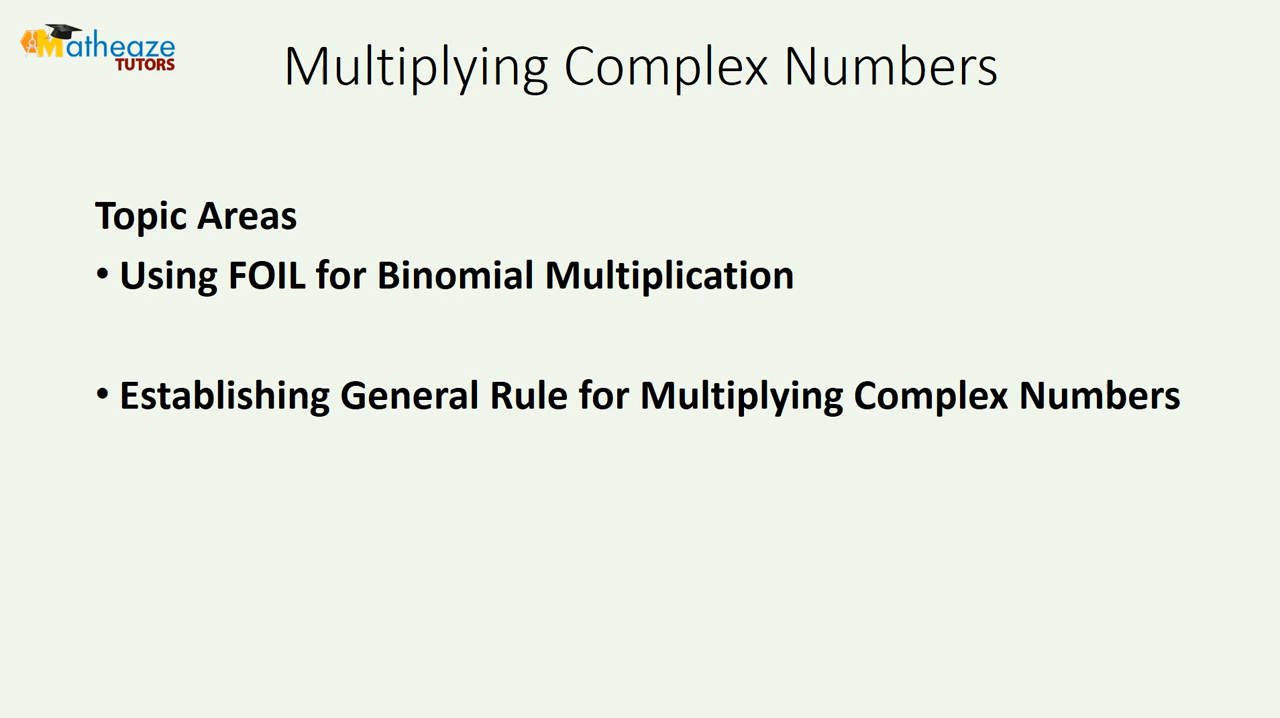 Matheaze
TUTORS
Multiplying Complex Numbers
Topic Areas
• Using FOIL for Binomial Multiplication
• Establishing General Rule for Multiplying Complex Numbers